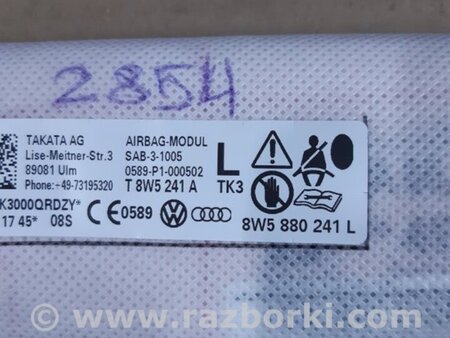 2854
TAKATA AG
Lise-Meitner-Str.3
89081 Ulm
Phone:+49-73195320
AIRBAG-MODUL
SAB-3-1005
0589-P1-000502
T 8W5 241 A
L
TK3
K3000QRDZY*
17 45* 08S
CE 0589
8W5 880 241 L
© www.razborki.com